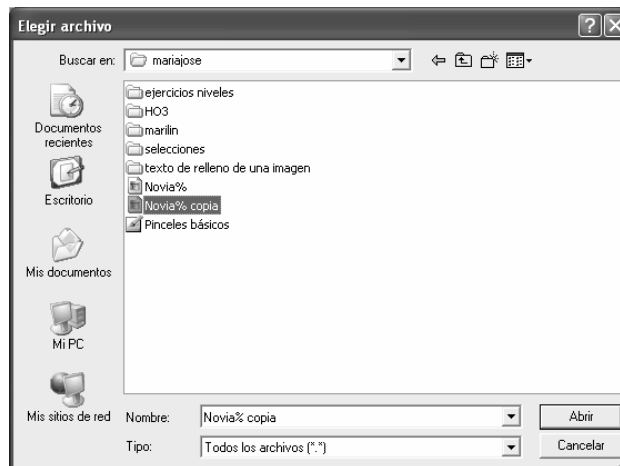 Elegir archivo
Buscar en: mariajose
ejercicios niveles
HO3
marilin
selecciones
texto de relleno de una imagen
Novia%
Novia% copia
Pinceles básicos
Documentos
recientes
Escritorio
Mis documentos
Mi PC
Mis sitios de red
Nombre: Novia% copia Abrir
Tipo: Todos los archivos (*.*) Cancelar